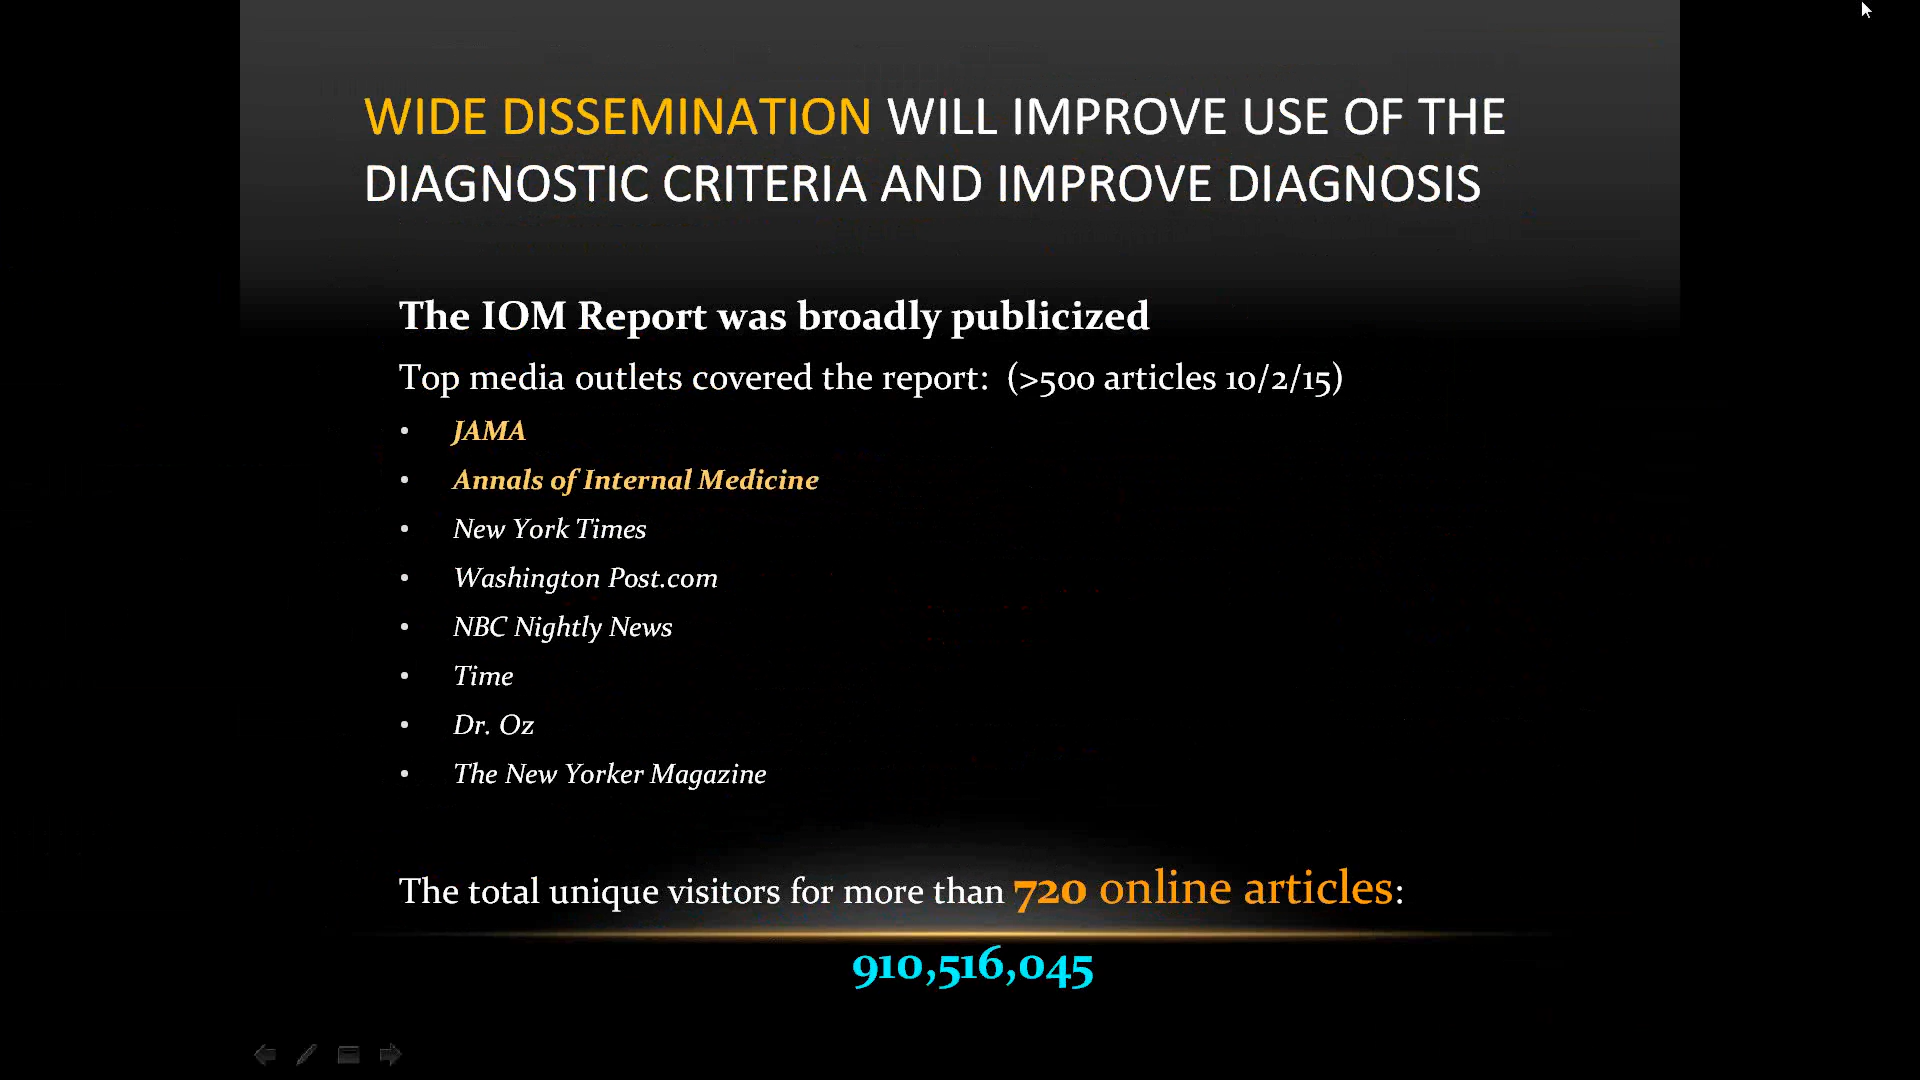 WIDE DISSEMINATION WILL IMPROVE USE OF THE
DIAGNOSTIC CRITERIA AND IMPROVE DIAGNOSIS
The IOM Report was broadly publicized
Top media outlets covered the report:  (>500 articles 10/2/15)
• JAMA
• Annals of Internal Medicine
• New York Times
• Washington Post.com
• NBC Nightly News
• Time
• Dr. Oz
• The New Yorker Magazine
The total unique visitors for more than 720 online articles:
910,516,045